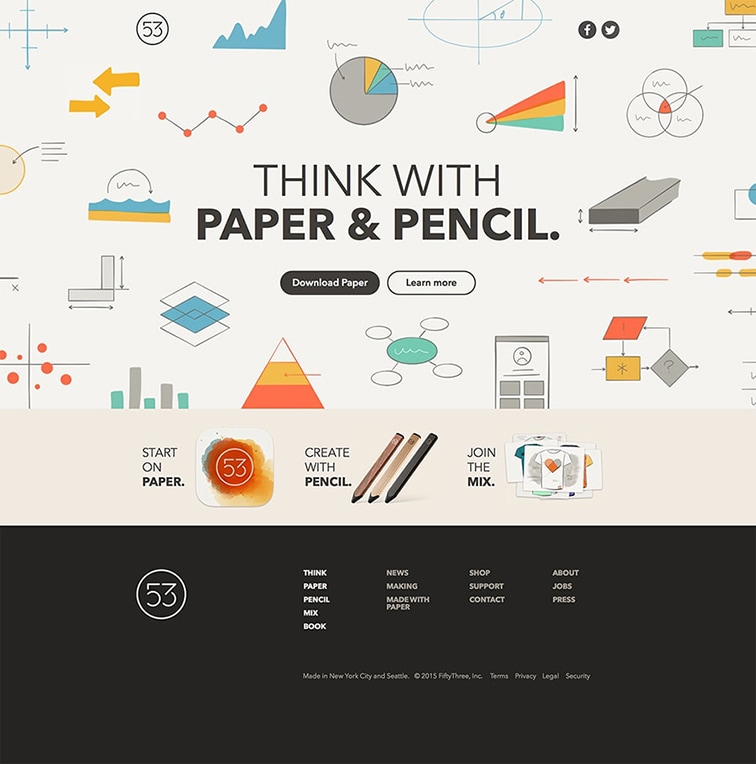 53
THINK WITH
PAPER & PENCIL.
Download Paper
Learn more
x
*
?
START
ON
PAPER.
53
CREATE
WITH
PENCIL.
JOIN
THE
MIX.
53
THINK
PAPER
PENCIL
MIX
BOOK
NEWS
MAKING
MADE WITH
PAPER
SHOP
SUPPORT
CONTACT
ABOUT
JOBS
PRESS
Made in New York City and Seattle. © 2015 FiftyThree, Inc. Terms Privacy Legal Security